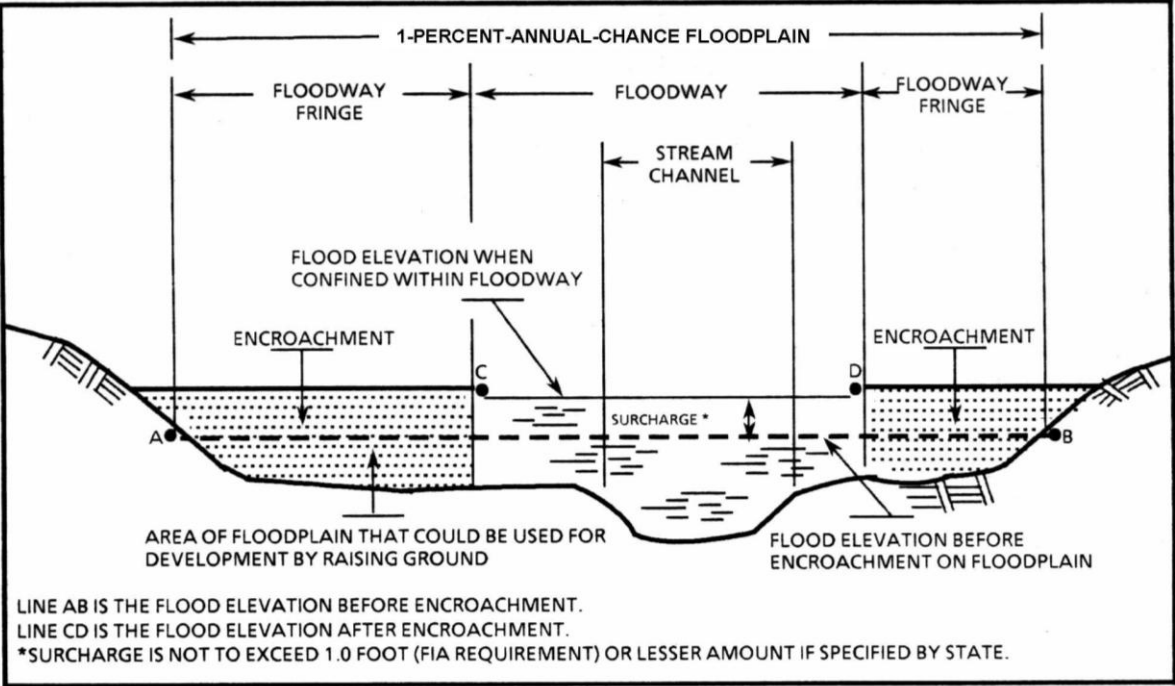 1-PERCENT-ANNUAL-CHANCE FLOODPLAIN
FLOODWAY
FRINGE
FLOODWAY
FLOODWAY
FRINGE
STREAM
CHANNEL
FLOOD ELEVATION WHEN
CONFINED WITHIN FLOODWAY
ENCROACHMENT
ENCROACHMENT
C
D
SURCHARGE *
A
B
AREA OF FLOODPLAIN THAT COULD BE USED FOR
DEVELOPMENT BY RAISING GROUND
FLOOD ELEVATION BEFORE
ENCROACHMENT ON FLOODPLAIN
LINE AB IS THE FLOOD ELEVATION BEFORE ENCROACHMENT.
LINE CD IS THE FLOOD ELEVATION AFTER ENCROACHMENT.
*SURCHARGE IS NOT TO EXCEED 1.0 FOOT (FIA REQUIREMENT) OR LESSER AMOUNT IF SPECIFIED BY STATE.